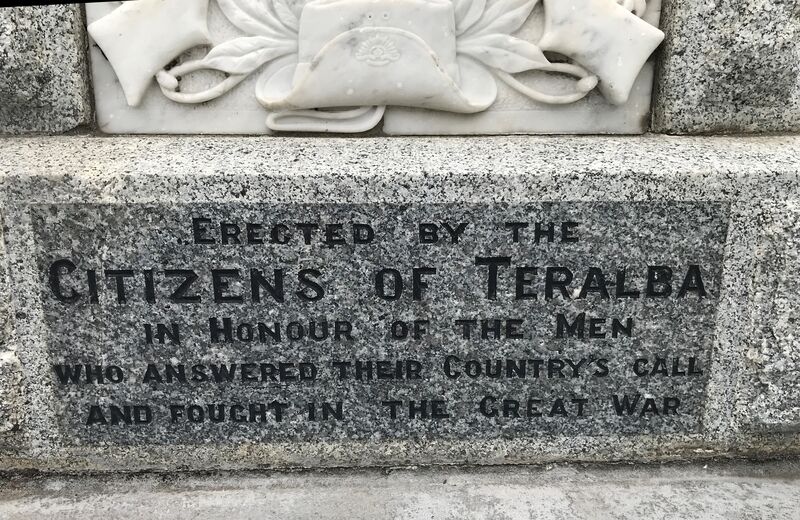 Erected by the
Citizens of Teralba
in Honour of the Men
who answered their Country's call
and fought in the Great War